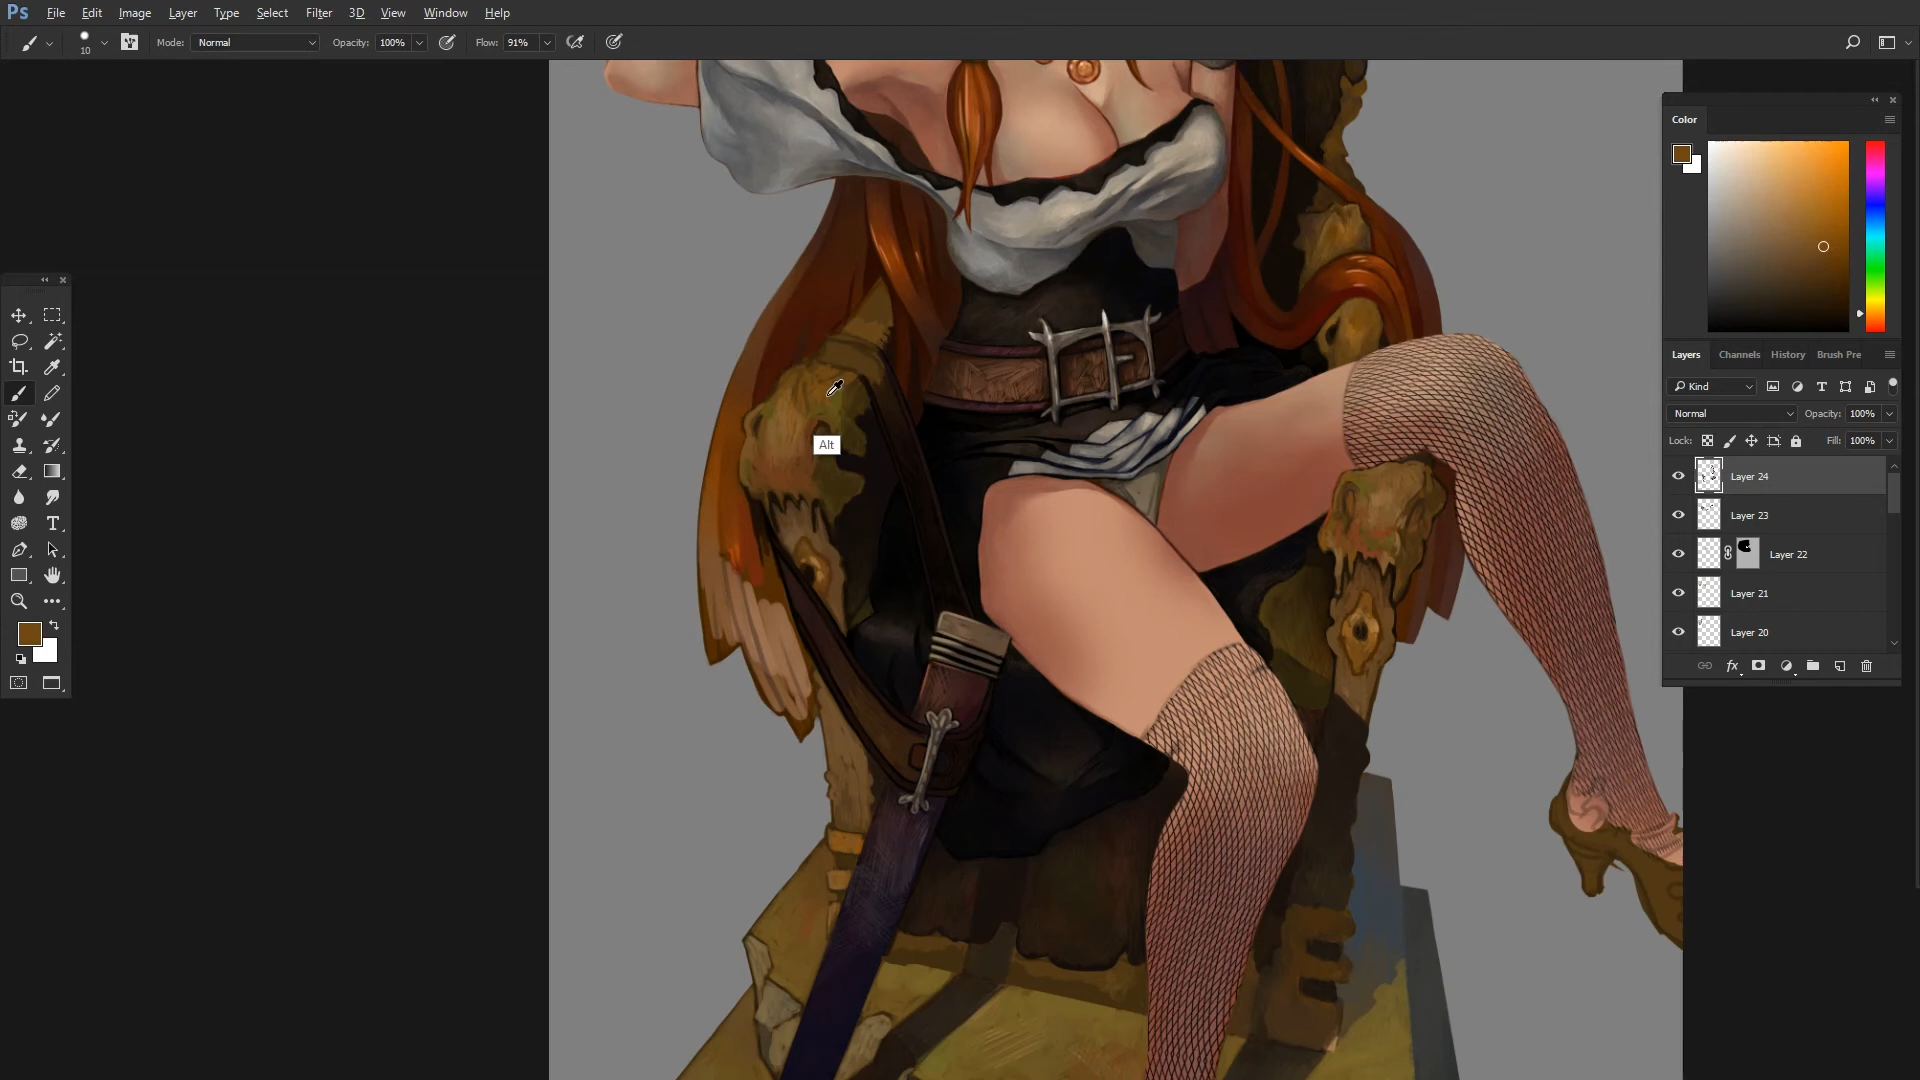 Ps File Edit Image Layer Type Select Filter 3D View Window Help
10 Mode: Normal Opacity: 100% Flow: 91%
Color
Layers Channels History Brush Pre
Kind
Normal Opacity: 100%
Lock: Fill: 100%
Layer 24
Layer 23
Layer 22
Layer 21
Layer 20
fx
Alt
T